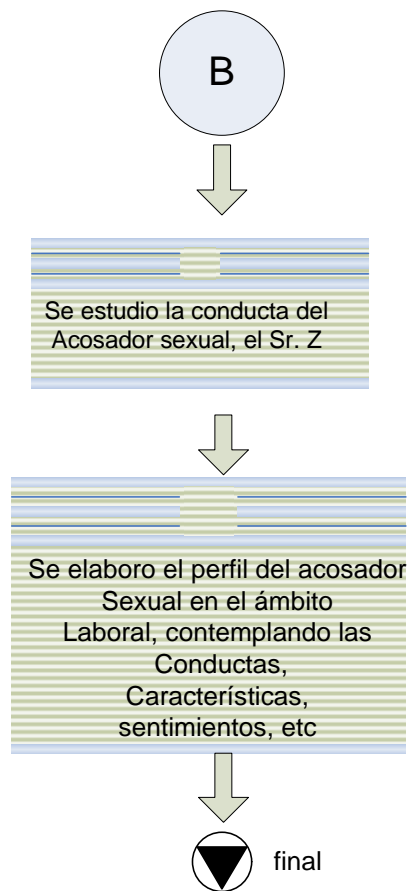 B
Se estudio la conducta del
Acosador sexual, el Sr. Z
Se elaboro el perfil del acosador
Sexual en el ámbito
Laboral, contemplando las
Conductas,
Características,
sentimientos, etc
final